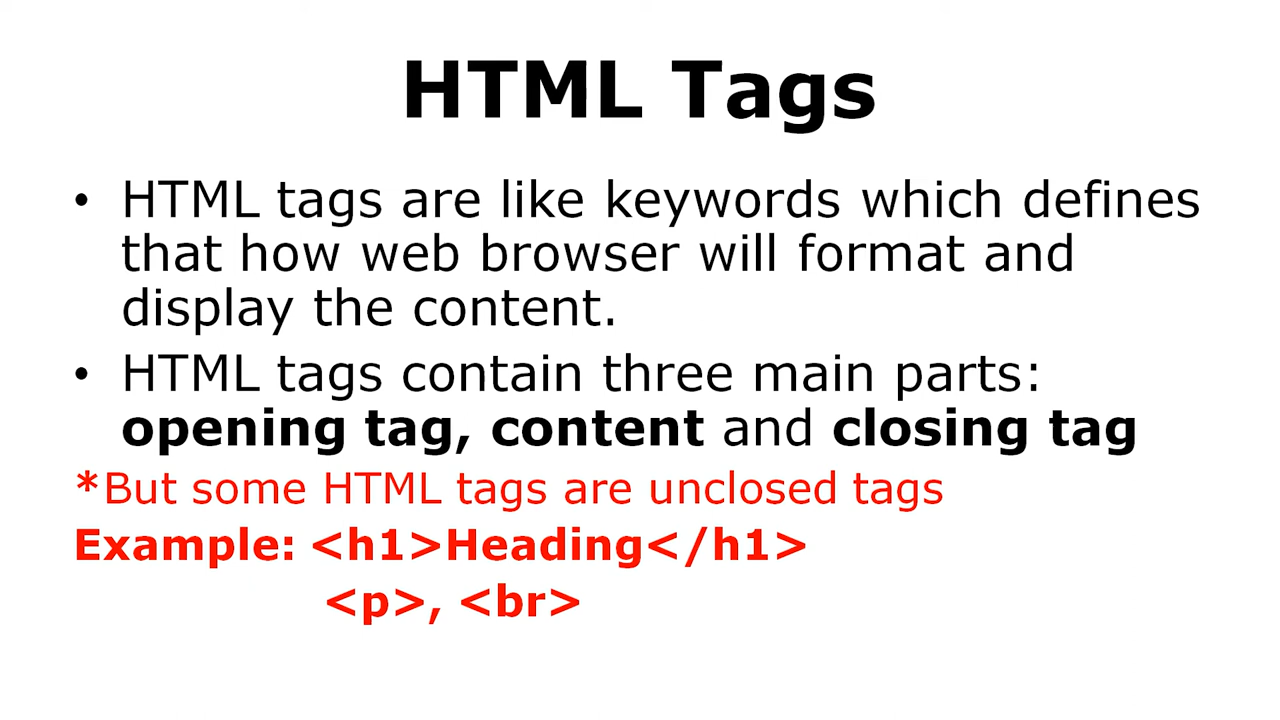 HTML Tags
• HTML tags are like keywords which defines
that how web browser will format and
display the content.
• HTML tags contain three main parts:
opening tag, content and closing tag
*But some HTML tags are unclosed tags
Example: <h1>Heading</h1>
<p>, <br>